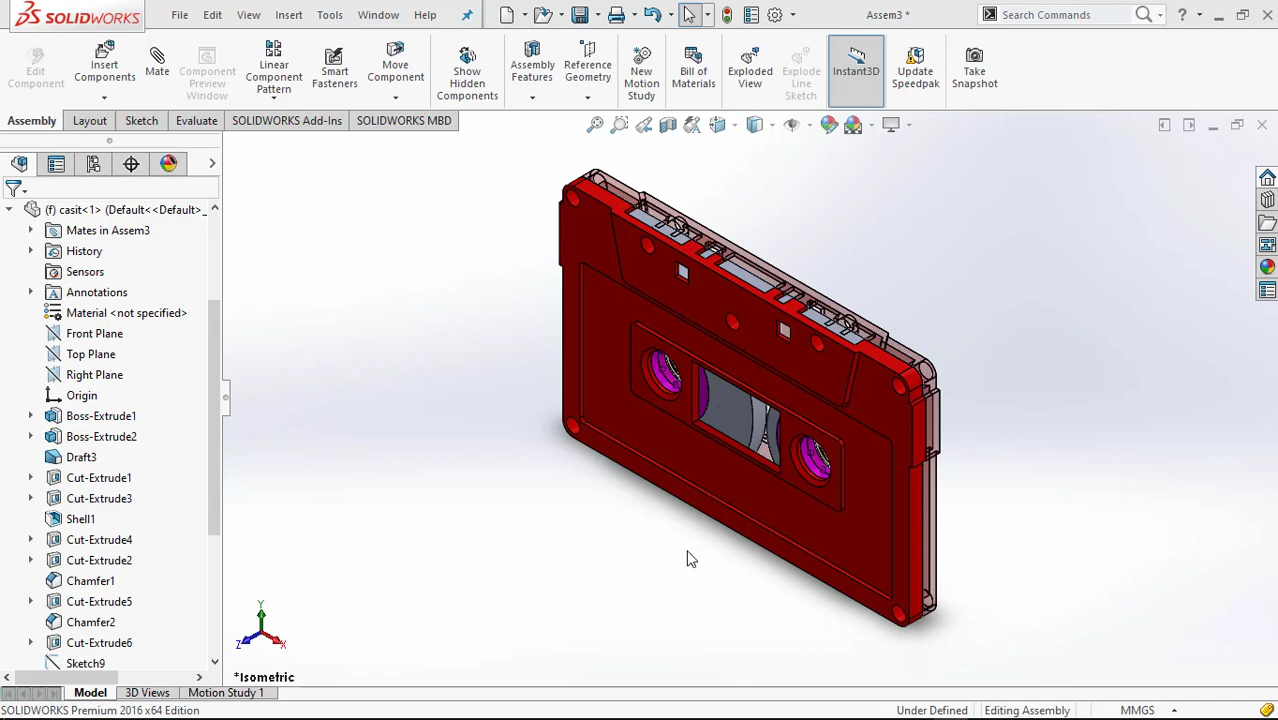 SOLIDWORKS File Edit View Insert Tools Window Help Assem3 * Search Commands ?
Edit Component
Insert Components
Mate
Component Preview Window
Linear Component Pattern
Smart Fasteners
Move Component
Show Hidden Components
Assembly Features
Reference Geometry
New Motion Study
Bill of Materials
Exploded View
Explode Line Sketch
Instant3D
Update Speedpak
Take Snapshot
Assembly Layout Sketch Evaluate SOLIDWORKS Add-Ins SOLIDWORKS MBD
(f) casit<1> (Default<<Default>_
Mates in Assem3
History
Sensors
Annotations
Material <not specified>
Front Plane
Top Plane
Right Plane
Origin
Boss-Extrude1
Boss-Extrude2
Draft3
Cut-Extrude1
Cut-Extrude3
Shell1
Cut-Extrude4
Cut-Extrude2
Chamfer1
Cut-Extrude5
Chamfer2
Cut-Extrude6
Sketch9
Y
Z X
*Isometric
Model 3D Views Motion Study 1
SOLIDWORKS Premium 2016 x64 Edition Under Defined Editing Assembly MMGS